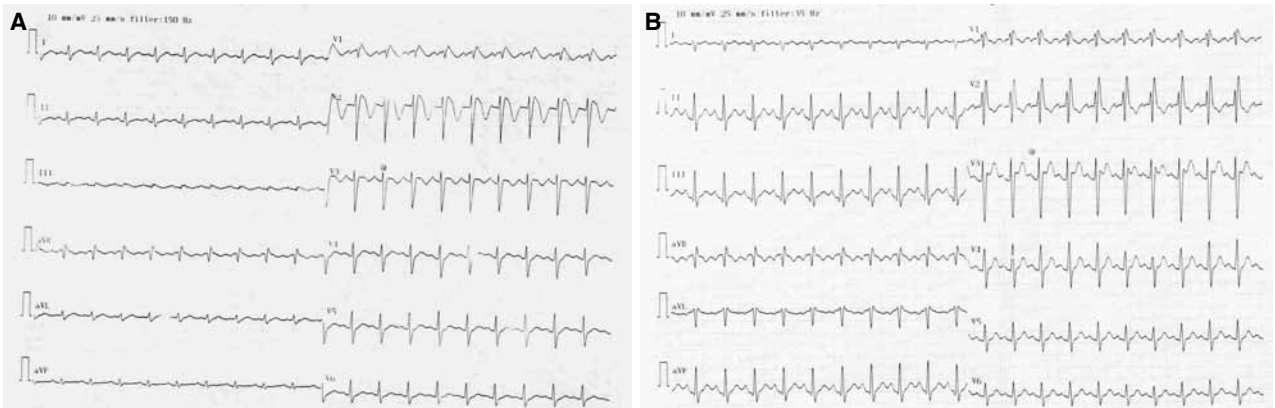 A
10 mm/mV 25 mm/s filter:150 Hz
I
V1
II
V2
III
V3
aVR
V4
aVL
V5
aVF
V6
B
10 mm/mV 25 mm/s filter:35 Hz
I
V1
II
V2
III
V3
aVR
V4
aVL
V5
aVF
V6